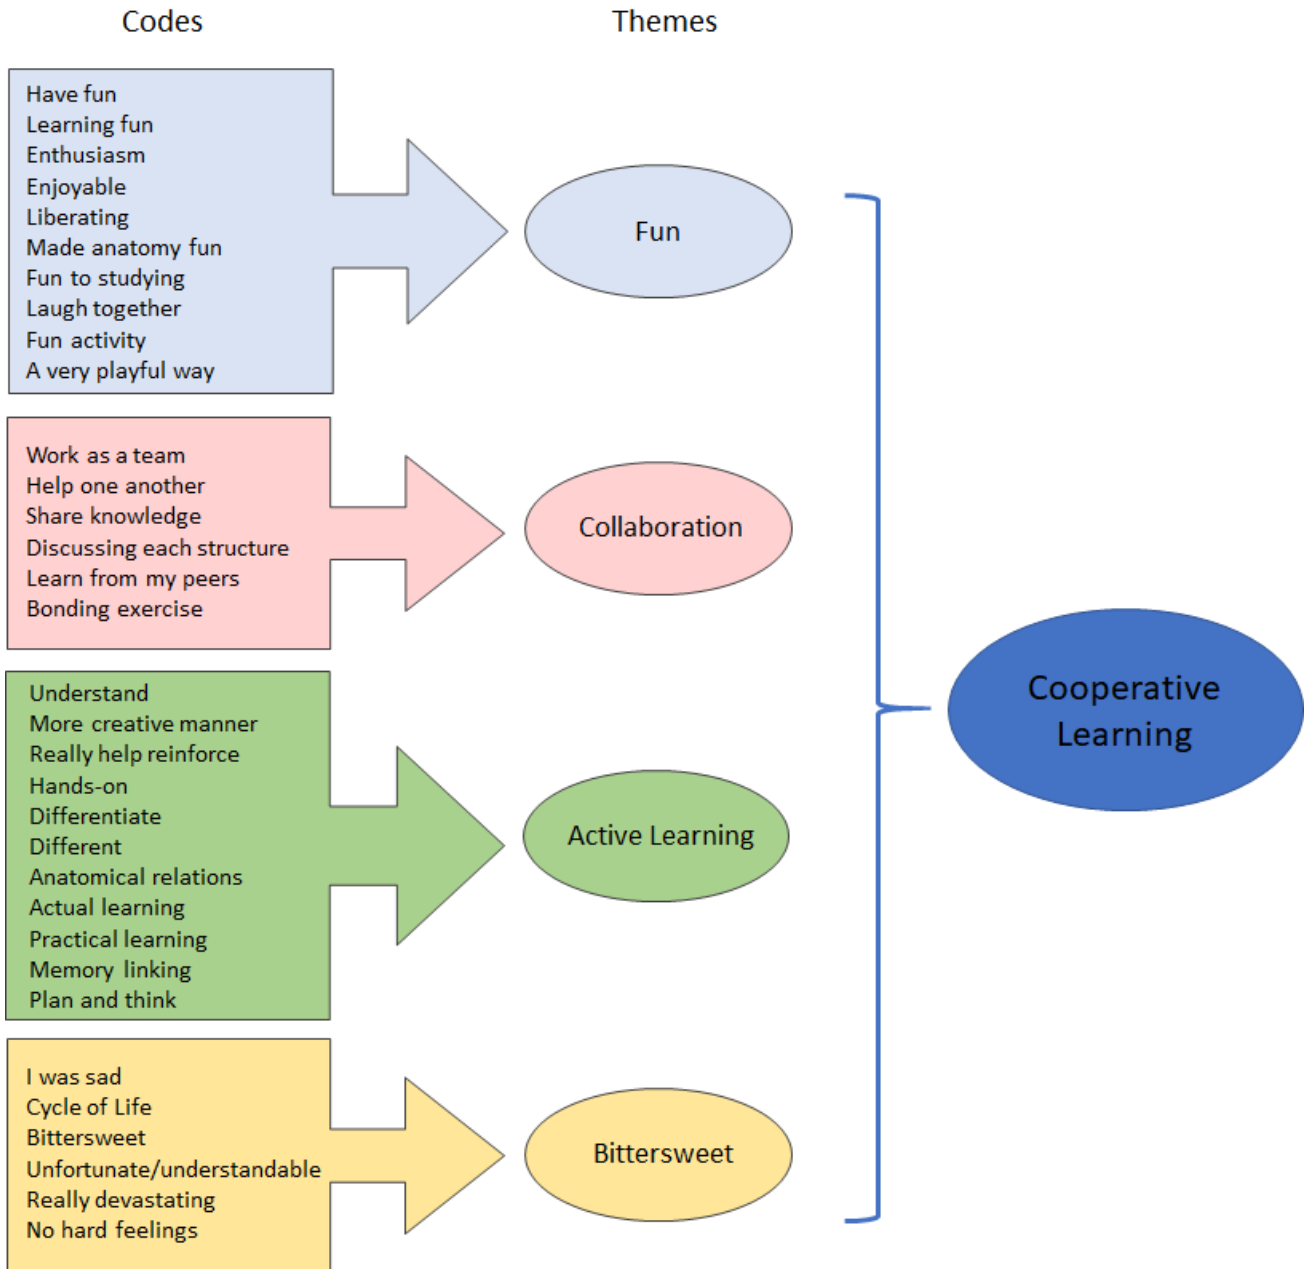 Codes
Themes
Have fun
Learning fun
Enthusiasm
Enjoyable
Liberating
Made anatomy fun
Fun to studying
Laugh together
Fun activity
A very playful way
Fun
Work as a team
Help one another
Share knowledge
Discussing each structure
Learn from my peers
Bonding exercise
Collaboration
Understand
More creative manner
Really help reinforce
Hands-on
Differentiate
Different
Anatomical relations
Actual learning
Practical learning
Memory linking
Plan and think
Active Learning
I was sad
Cycle of Life
Bittersweet
Unfortunate/understandable
Really devastating
No hard feelings
Bittersweet
Cooperative
Learning